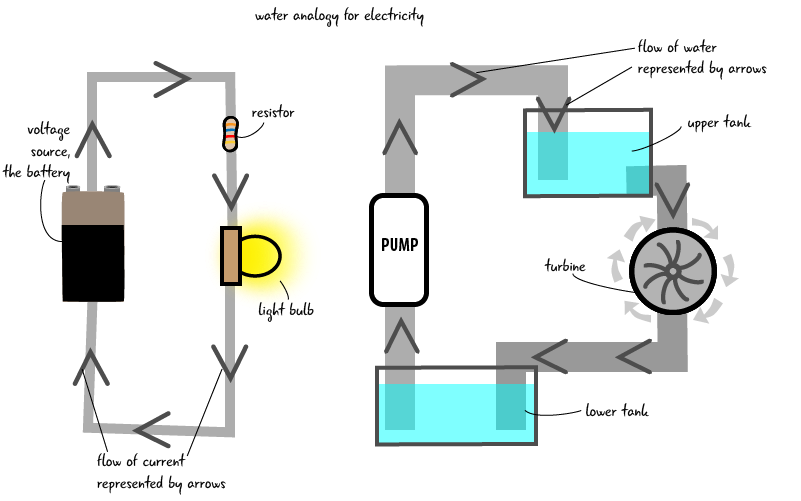 water analogy for electricity
voltage
source,
the battery
resistor
light bulb
flow of current
represented by arrows
flow of water
represented by arrows
upper tank
PUMP
turbine
lower tank